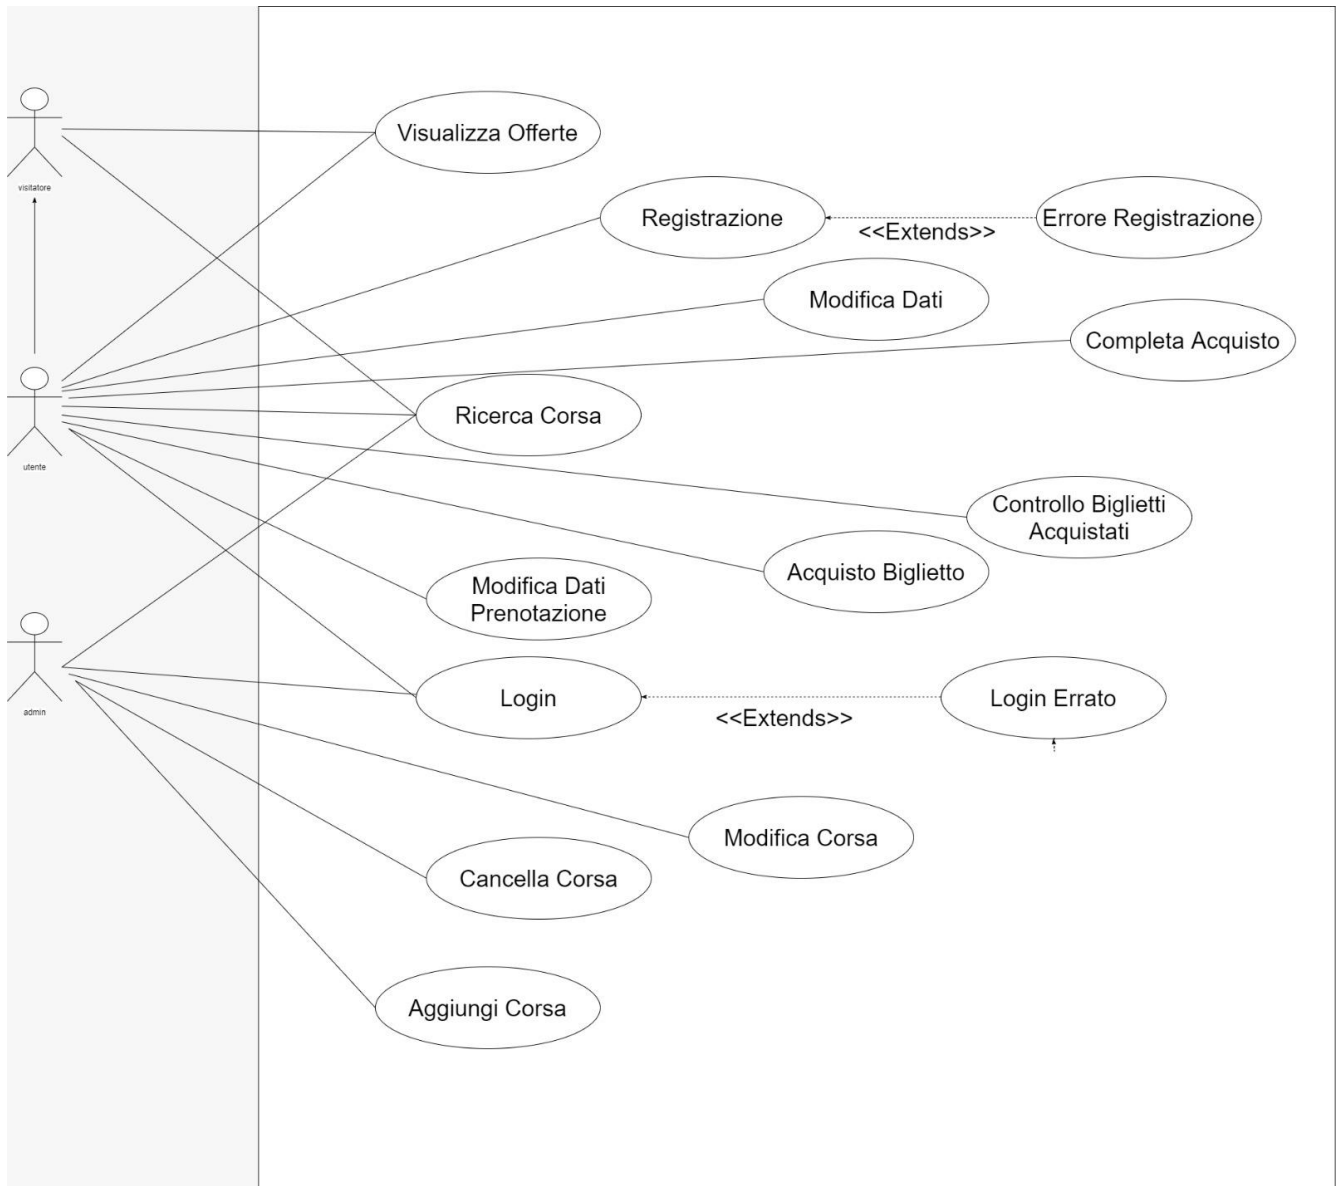 Visualizza Offerte
visitatore
Registrazione
Errore Registrazione
<<Extends>>
Modifica Dati
Completa Acquisto
Ricerca Corsa
utente
Controllo Biglietti
Acquistati
Acquisto Biglietto
Modifica Dati
Prenotazione
Login
Login Errato
admin
<<Extends>>
Modifica Corsa
Cancella Corsa
Aggiungi Corsa